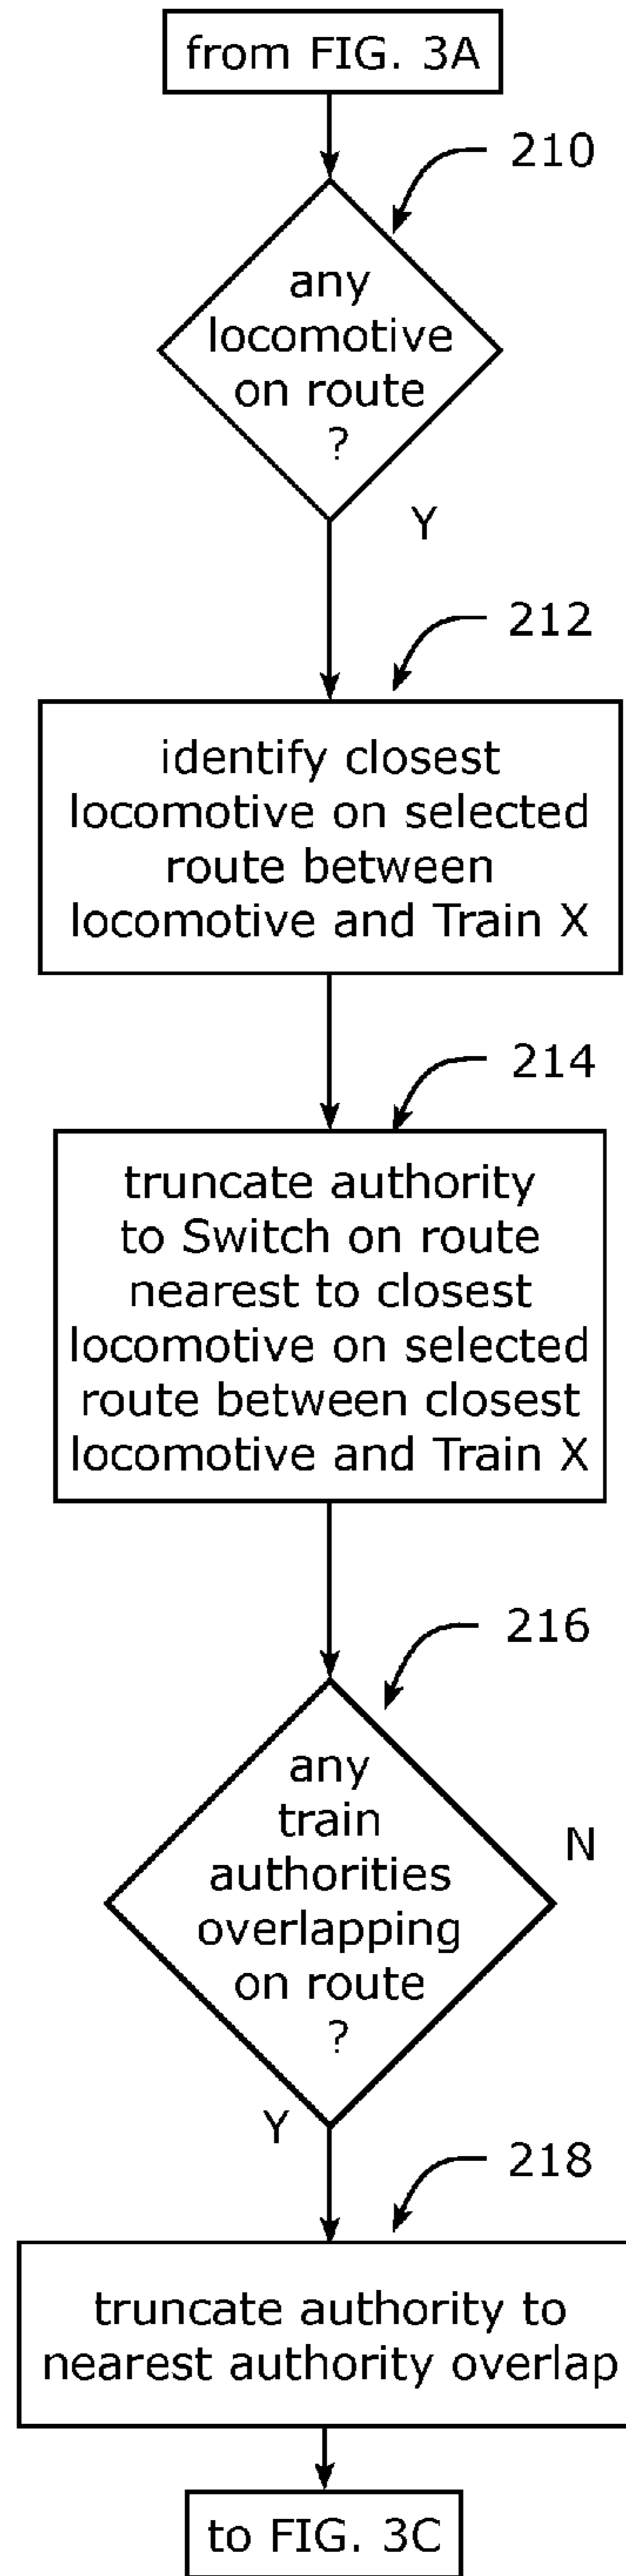 from FIG. 3A
210
any
locomotive
on route
?
Y
212
identify closest
locomotive on selected
route between
locomotive and Train X
214
truncate authority
to Switch on route
nearest to closest
locomotive on selected
route between closest
locomotive and Train X
216
any
train
authorities
overlapping
on route
?
N
Y
218
truncate authority to
nearest authority overlap
to FIG. 3C